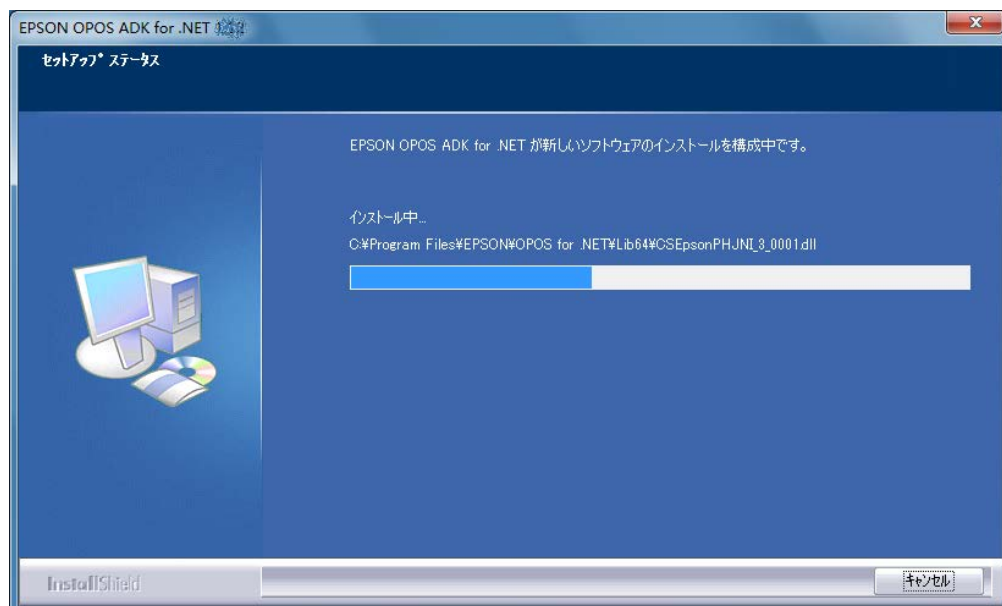 EPSON OPOS ADK for .NET
ｾｯﾄｱｯﾌﾟ ｽﾃｰﾀｽ
EPSON OPOS ADK for .NET が新しいソフトウェアのインストールを構成中です。
インストール中...
C:¥Program Files¥EPSON¥OPOS for .NET¥Lib64¥CSEpsonPHJNI_3_0001.dll
InstallShield
キャンセル